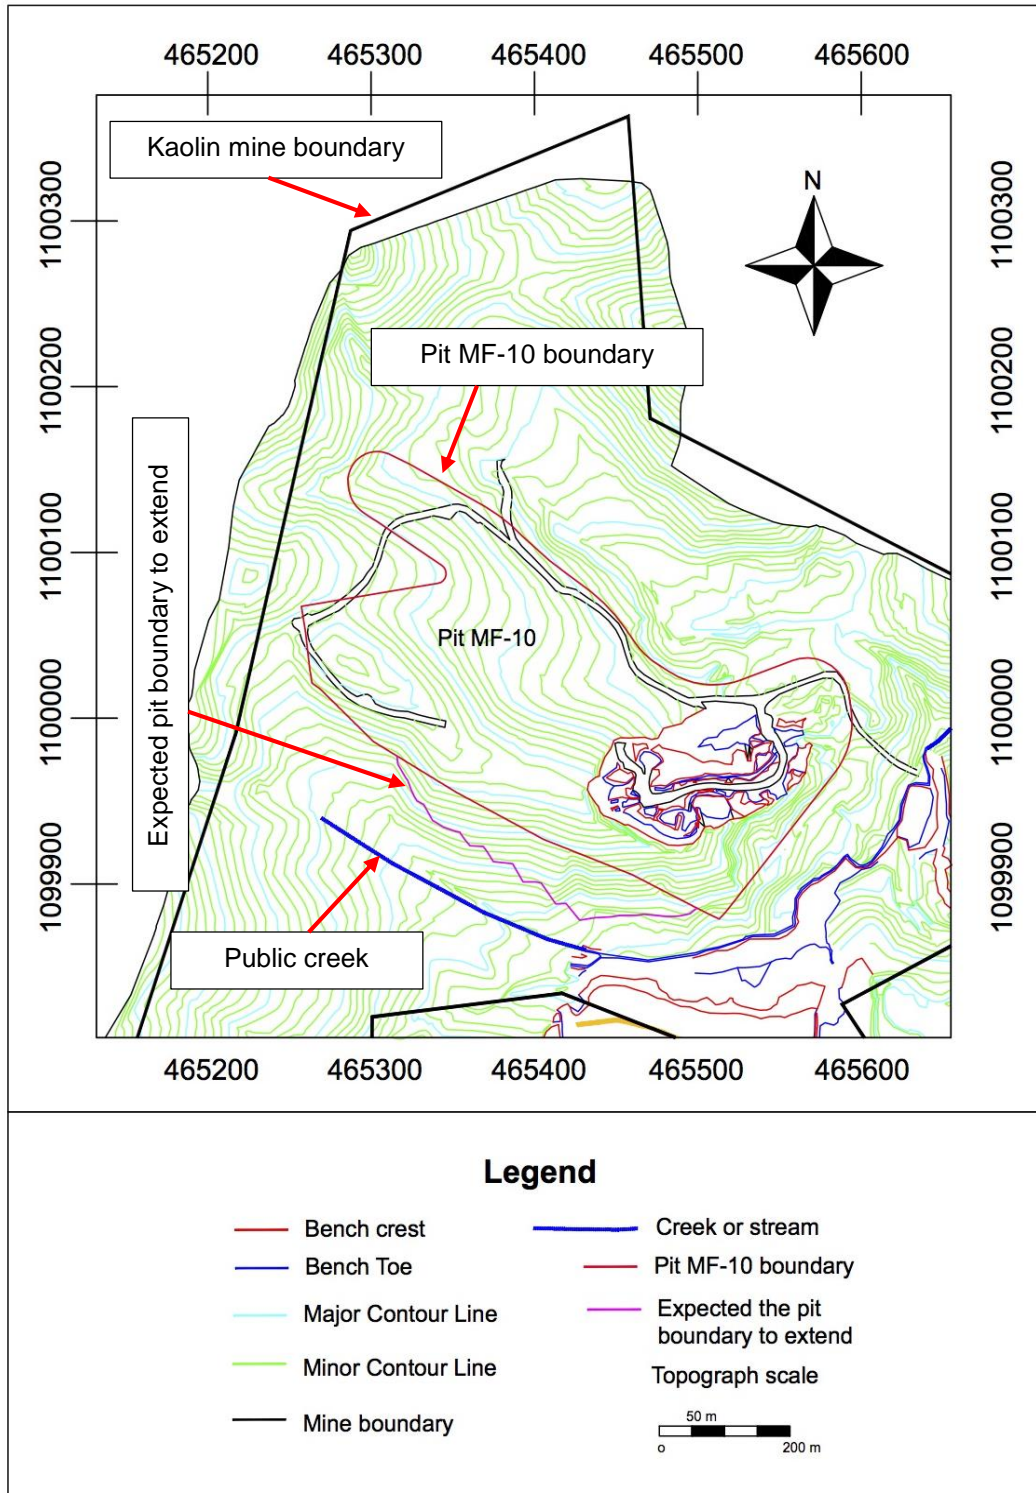 465200 465300 465400 465500 465600
Kaolin mine boundary
N
1100300
1100300
Pit MF-10 boundary
1100200
1100200
Expected pit boundary to extend
1100100
1100100
Pit MF-10
1100000
1100000
1099900
1099900
Public creek
465200 465300 465400 465500 465600
Legend
Bench crest
Creek or stream
Bench Toe
Pit MF-10 boundary
Major Contour Line
Expected the pit
boundary to extend
Minor Contour Line
Topograph scale
Mine boundary
50 m
o
200 m